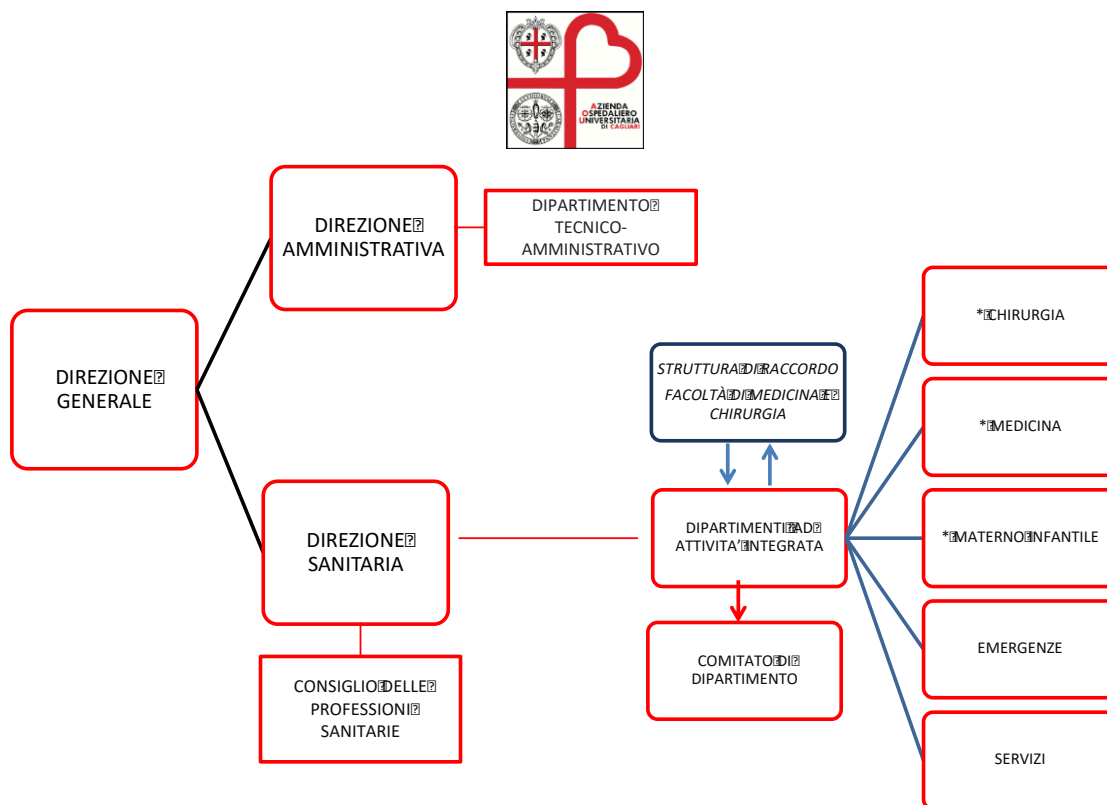 AZIENDA
OSPEDALIERO
UNIVERSITARIA
DI CAGLIARI
DIREZIONE
AMMINISTRATIVA
DIPARTIMENTO
TECNICO-
AMMINISTRATIVO
DIREZIONE
GENERALE
STRUTTURA DI RACCORDO
FACOLTÀ DI MEDICINA E
CHIRURGIA
* CHIRURGIA
* MEDICINA
DIREZIONE
SANITARIA
DIPARTIMENTI AD
ATTIVITA' INTEGRATA
* MATERNO INFANTILE
CONSIGLIO DELLE
PROFESSIONI
SANITARIE
COMITATO DI
DIPARTIMENTO
EMERGENZE
SERVIZI